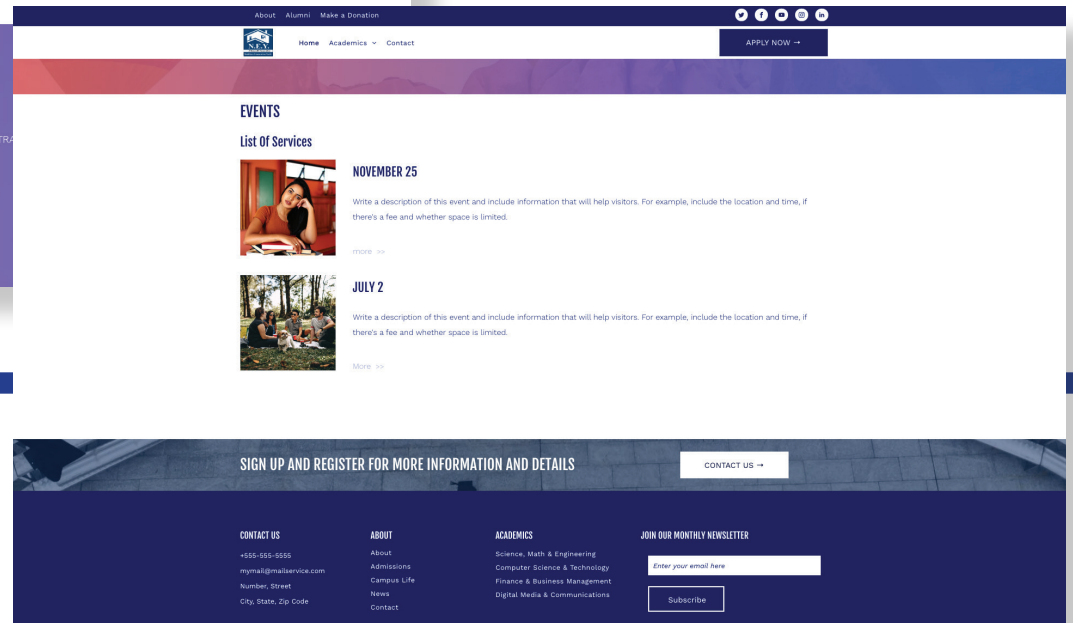 About Alumni Make a Donation
N.E.Y.
Home Academics Contact
APPLY NOW →
TRA
EVENTS
List Of Services
NOVEMBER 25
Write a description of this event and include information that will help visitors. For example, include the location and time, if
there's a fee and whether space is limited.
more >>
JULY 2
Write a description of this event and include information that will help visitors. For example, include the location and time, if
there's a fee and whether space is limited.
More >>
SIGN UP AND REGISTER FOR MORE INFORMATION AND DETAILS
CONTACT US →
CONTACT US
+555-555-5555
mymail@mailservice.com
Number, Street
City, State, Zip Code
ABOUT
About
Admissions
Campus Life
News
Contact
ACADEMICS
Science, Math & Engineering
Computer Science & Technology
Finance & Business Management
Digital Media & Communications
JOIN OUR MONTHLY NEWSLETTER
Enter your email here
Subscribe